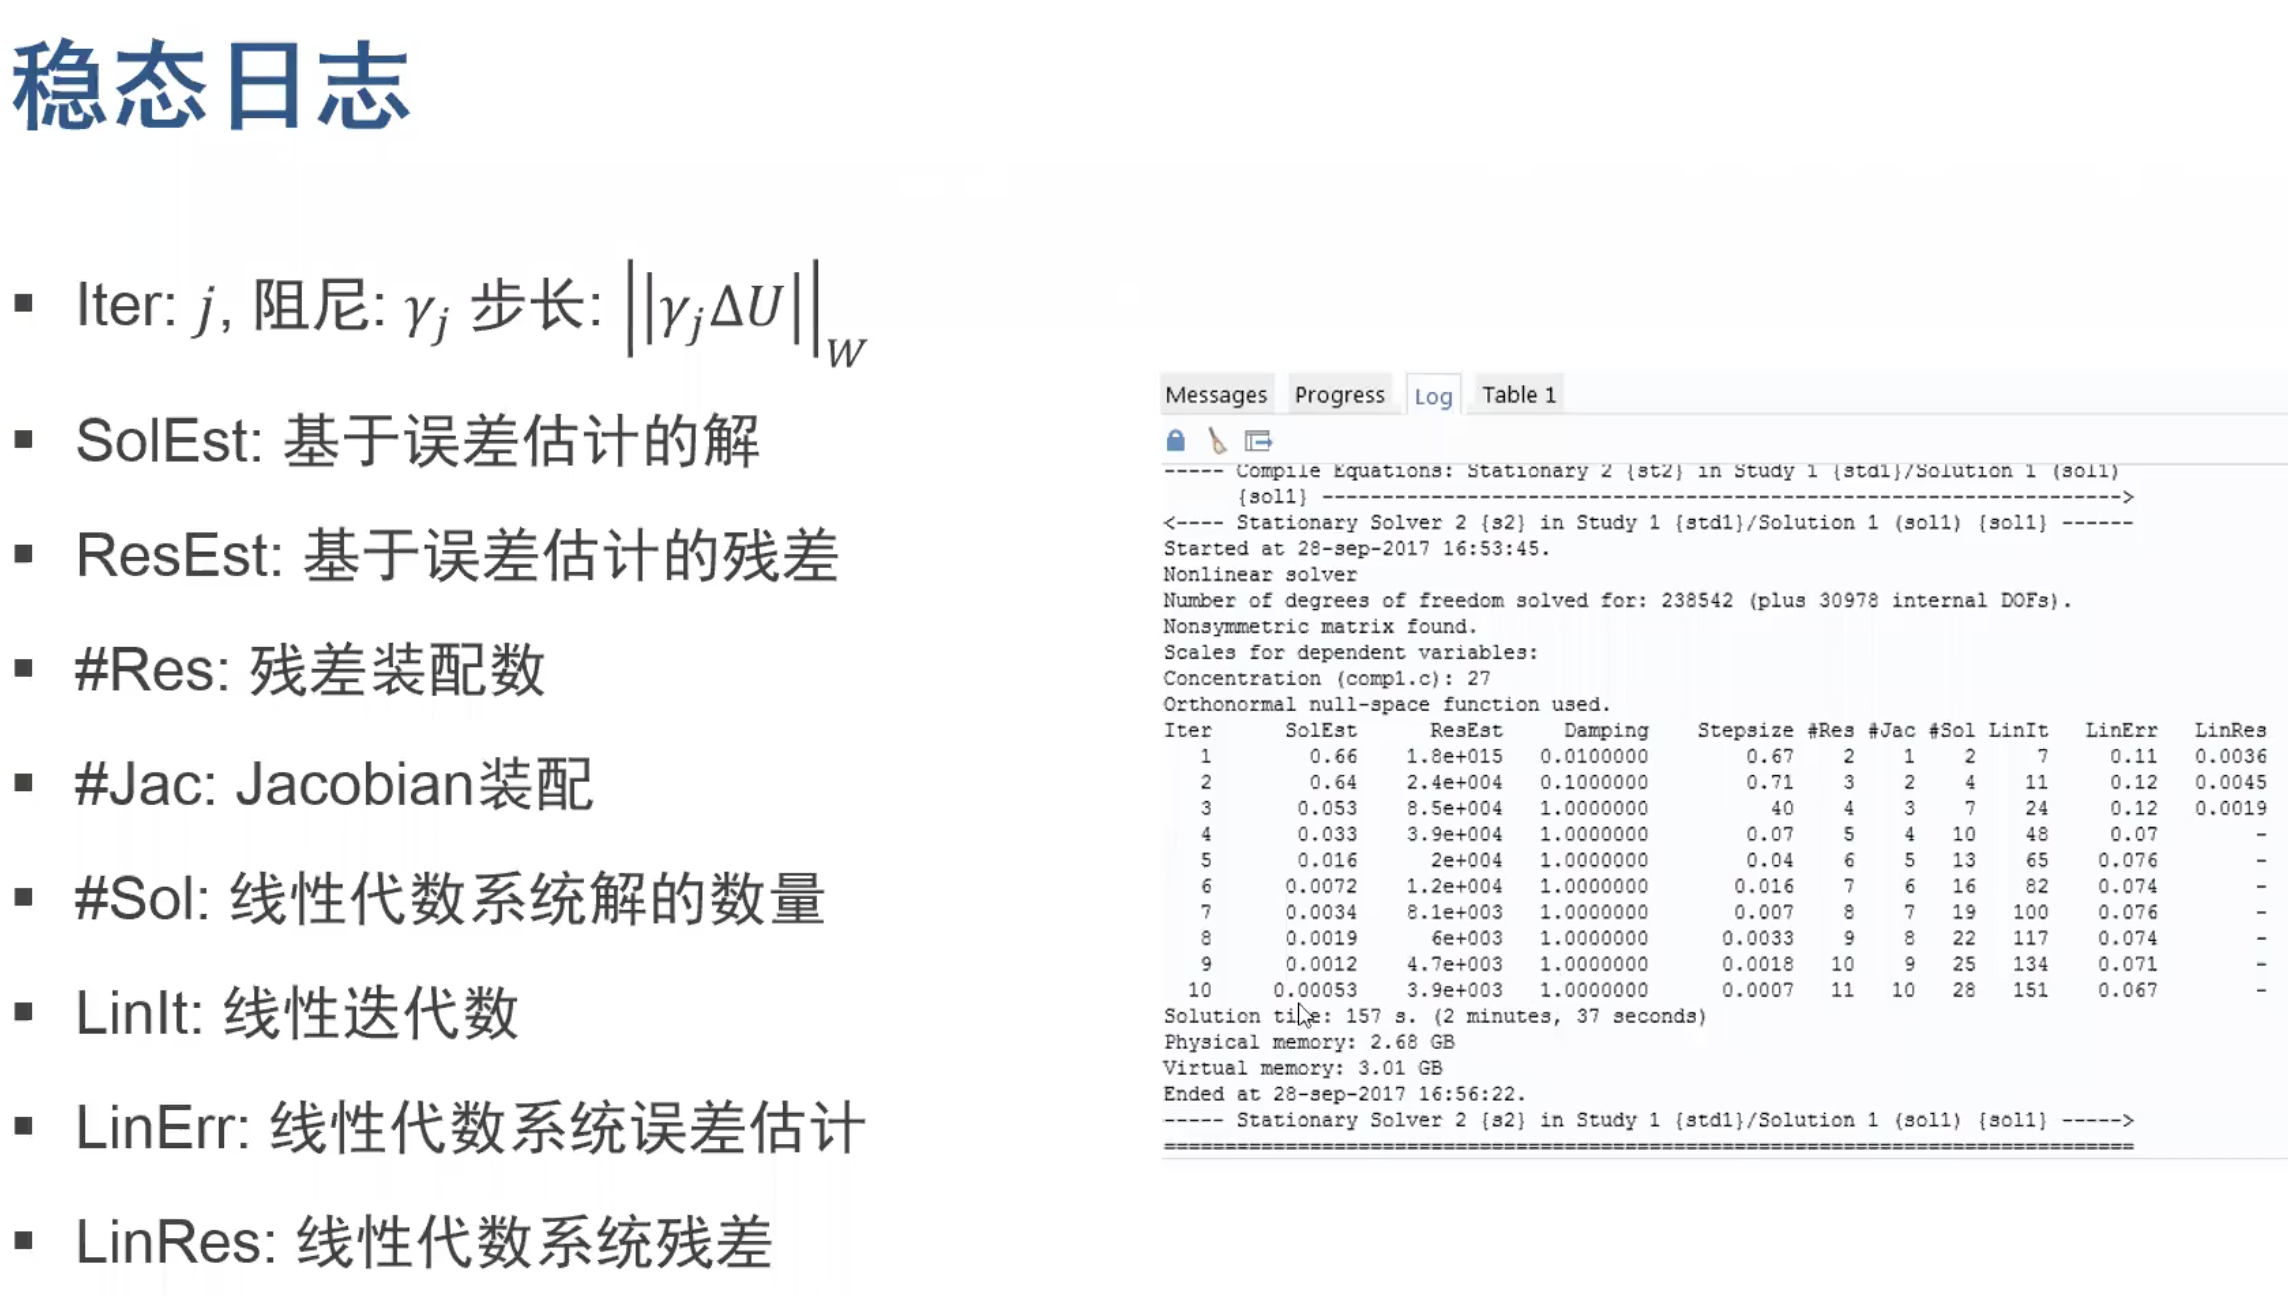 稳态日志
▪ Iter: j, 阻尼: γ_j 步长: ||γ_jΔU||_W
▪ SolEst: 基于误差估计的解
▪ ResEst: 基于误差估计的残差
▪ #Res: 残差装配数
▪ #Jac: Jacobian装配
▪ #Sol: 线性代数系统解的数量
▪ LinIt: 线性迭代数
▪ LinErr: 线性代数系统误差估计
▪ LinRes: 线性代数系统残差
Messages Progress Log Table 1
----- Compile Equations: Stationary 2 {st2} in Study 1 {std1}/Solution 1 (sol1)
{sol1} ------------------------------------------------------------------>
<---- Stationary Solver 2 {s2} in Study 1 {std1}/Solution 1 (sol1) {sol1} ------
Started at 28-sep-2017 16:53:45.
Nonlinear solver
Number of degrees of freedom solved for: 238542 (plus 30978 internal DOFs).
Nonsymmetric matrix found.
Scales for dependent variables:
Concentration (comp1.c): 27
Orthonormal null-space function used.
Iter SolEst ResEst Damping Stepsize #Res #Jac #Sol LinIt LinErr LinRes
1 0.66 1.8e+015 0.0100000 0.67 2 1 2 7 0.11 0.0036
2 0.64 2.4e+004 0.1000000 0.71 3 2 4 11 0.12 0.0045
3 0.053 8.5e+004 1.0000000 40 4 3 7 24 0.12 0.0019
4 0.033 3.9e+004 1.0000000 0.07 5 4 10 48 0.07 -
5 0.016 2e+004 1.0000000 0.04 6 5 13 65 0.076 -
6 0.0072 1.2e+004 1.0000000 0.016 7 6 16 82 0.074 -
7 0.0034 8.1e+003 1.0000000 0.007 8 7 19 100 0.076 -
8 0.0019 6e+003 1.0000000 0.0033 9 8 22 117 0.074 -
9 0.0012 4.7e+003 1.0000000 0.0018 10 9 25 134 0.071 -
10 0.00053 3.9e+003 1.0000000 0.0007 11 10 28 151 0.067 -
Solution time: 157 s. (2 minutes, 37 seconds)
Physical memory: 2.68 GB
Virtual memory: 3.01 GB
Ended at 28-sep-2017 16:56:22.
----- Stationary Solver 2 {s2} in Study 1 {std1}/Solution 1 (sol1) {sol1} ----->
================================================================================